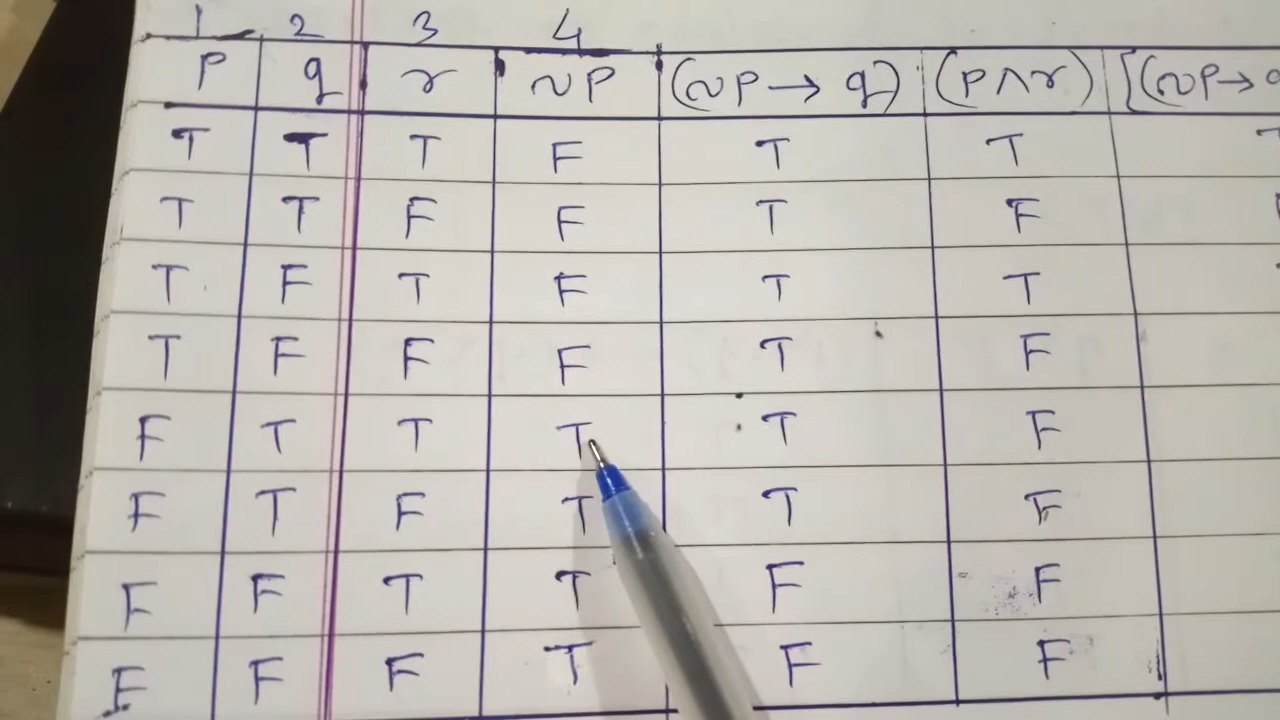 1 2 3 4
p q r ~p (~p → q) (p ∧ r) [(~p →
T T T F T T T
T T F F T F
T F T F T T
T F F F T F
F T T T T F
F T F T T F
F F T T F F
F F F T F F